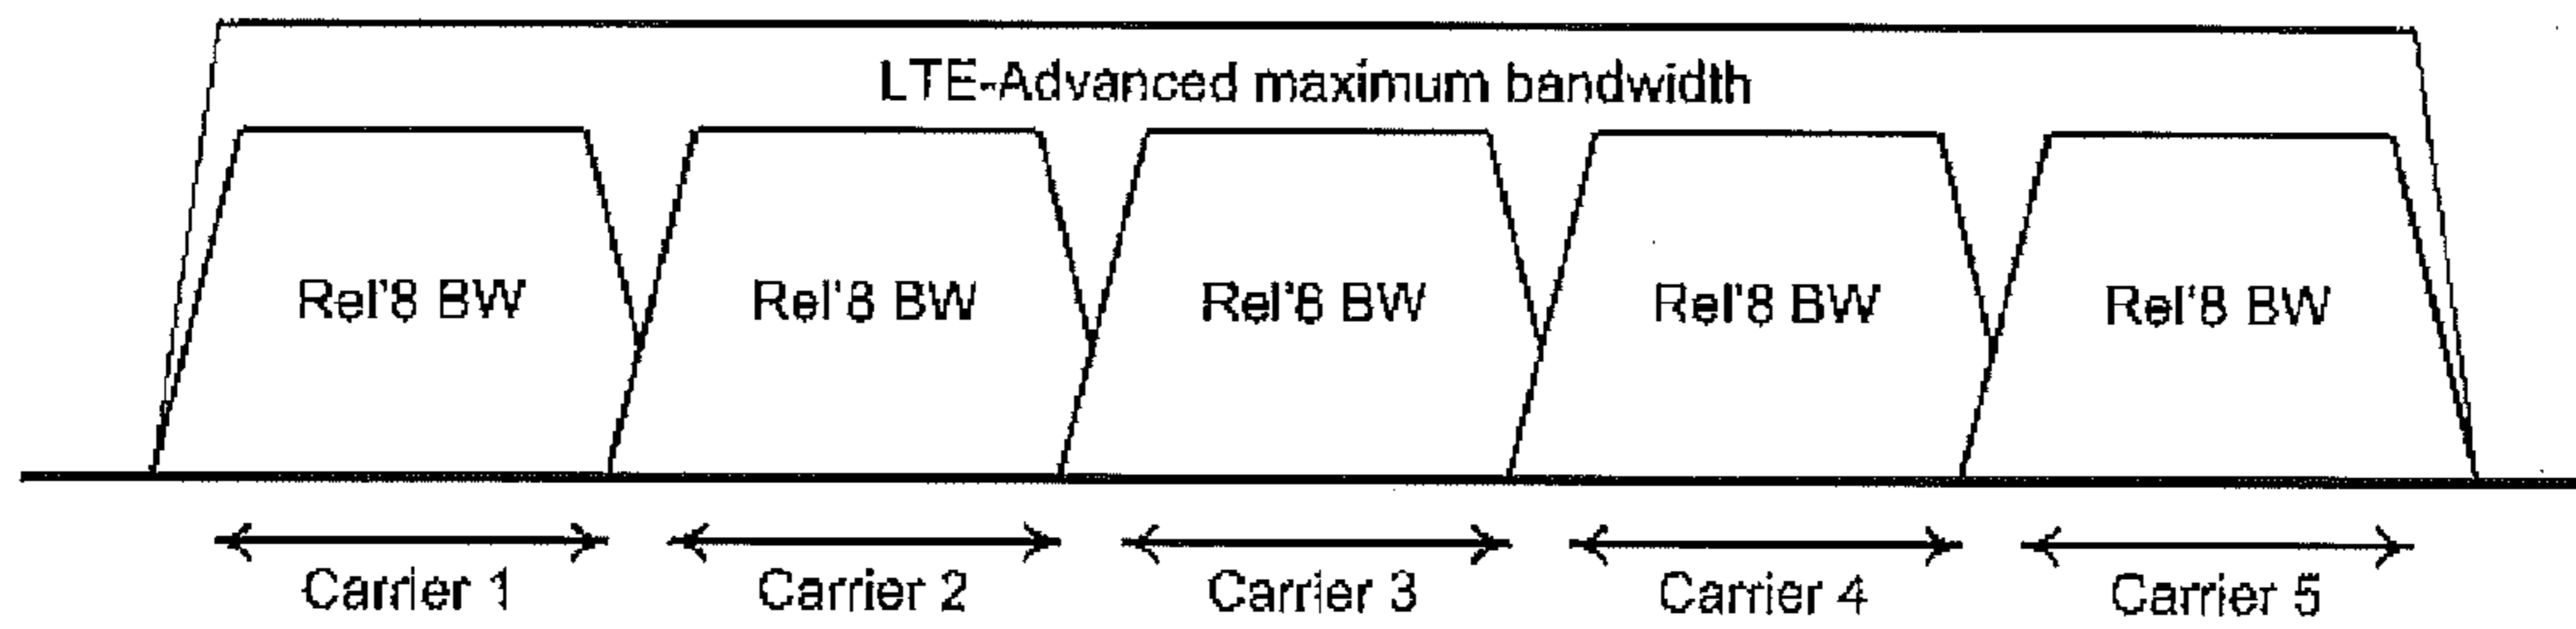 LTE-Advanced maximum bandwidth
Rel'8 BW Rel'8 BW Rel'8 BW Rel'8 BW Rel'8 BW
Carrier 1 Carrier 2 Carrier 3 Carrier 4 Carrier 5